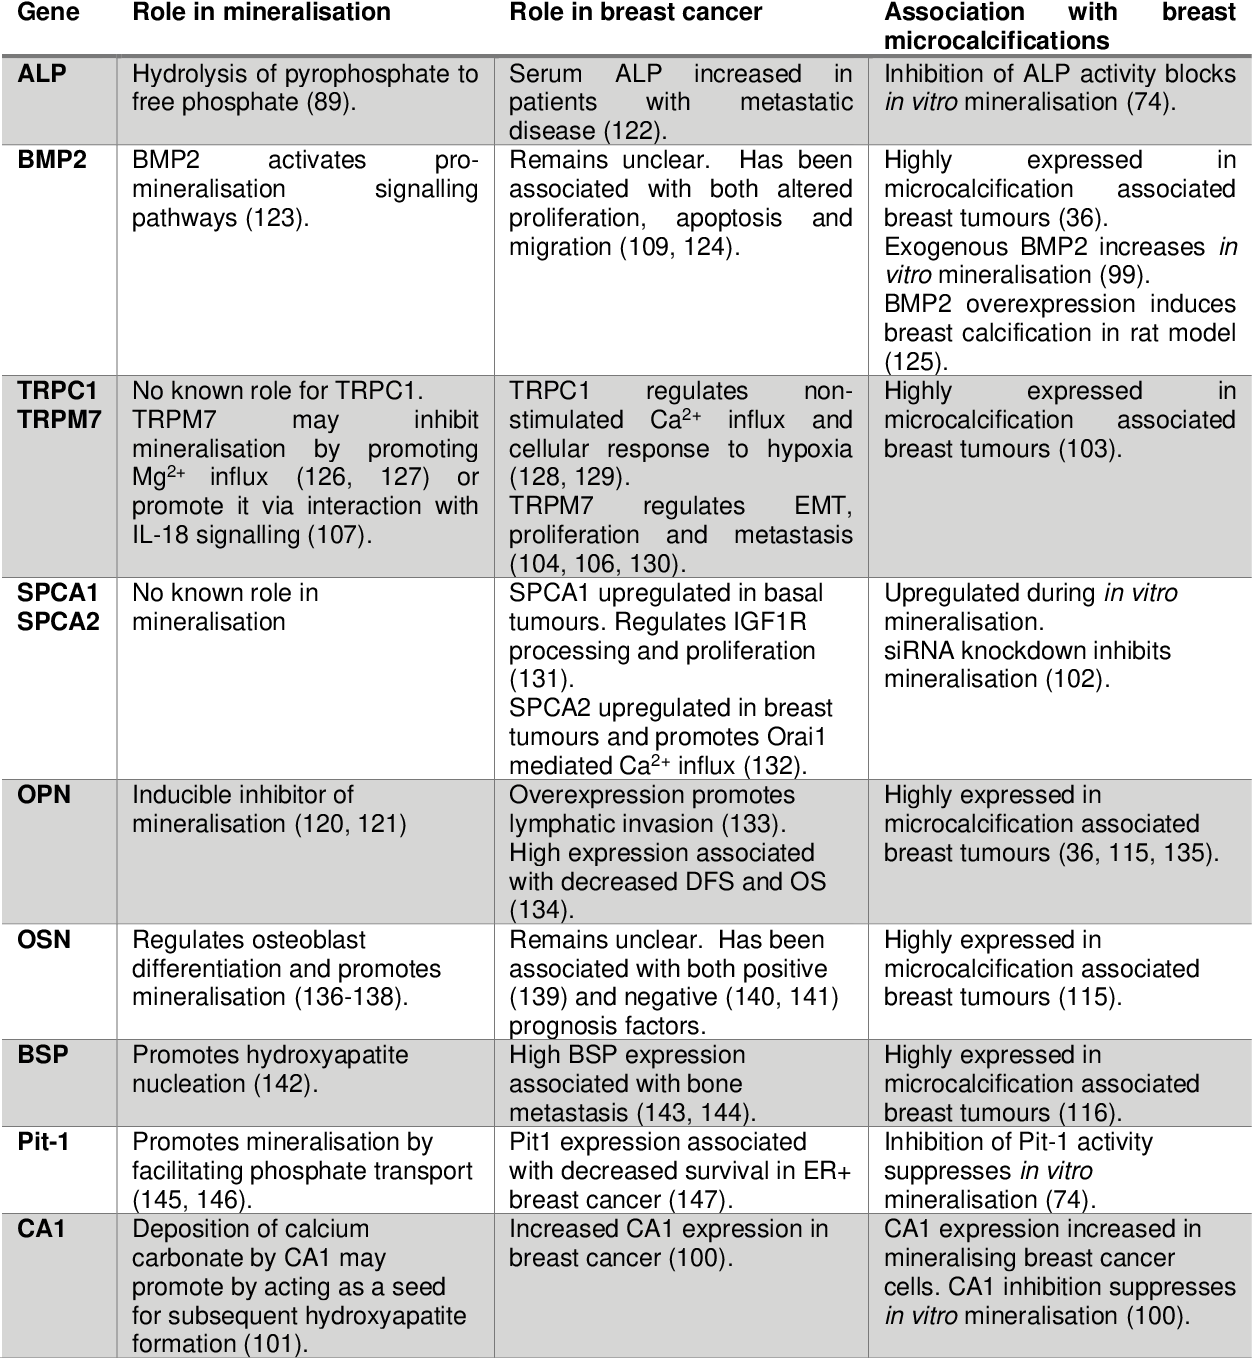 Gene
Role in mineralisation
Role in breast cancer
Association with breast
microcalcifications
ALP
Hydrolysis of pyrophosphate to
free phosphate (89).
Serum ALP increased in
patients with metastatic
disease (122).
Inhibition of ALP activity blocks
in vitro mineralisation (74).
BMP2
BMP2 activates pro-
mineralisation signalling
pathways (123).
Remains unclear. Has been
associated with both altered
proliferation, apoptosis and
migration (109, 124).
Highly expressed in
microcalcification associated
breast tumours (36).
Exogenous BMP2 increases in
vitro mineralisation (99).
BMP2 overexpression induces
breast calcification in rat model
(125).
TRPC1
TRPM7
No known role for TRPC1.
TRPM7 may inhibit
mineralisation by promoting
Mg²⁺ influx (126, 127) or
promote it via interaction with
IL-18 signalling (107).
TRPC1 regulates non-
stimulated Ca²⁺ influx and
cellular response to hypoxia
(128, 129).
TRPM7 regulates EMT,
proliferation and metastasis
(104, 106, 130).
Highly expressed in
microcalcification associated
breast tumours (103).
SPCA1
SPCA2
No known role in
mineralisation
SPCA1 upregulated in basal
tumours. Regulates IGF1R
processing and proliferation
(131).
SPCA2 upregulated in breast
tumours and promotes Orai1
mediated Ca²⁺ influx (132).
Upregulated during in vitro
mineralisation.
siRNA knockdown inhibits
mineralisation (102).
OPN
Inducible inhibitor of
mineralisation (120, 121)
Overexpression promotes
lymphatic invasion (133).
High expression associated
with decreased DFS and OS
(134).
Highly expressed in
microcalcification associated
breast tumours (36, 115, 135).
OSN
Regulates osteoblast
differentiation and promotes
mineralisation (136-138).
Remains unclear. Has been
associated with both positive
(139) and negative (140, 141)
prognosis factors.
Highly expressed in
microcalcification associated
breast tumours (115).
BSP
Promotes hydroxyapatite
nucleation (142).
High BSP expression
associated with bone
metastasis (143, 144).
Highly expressed in
microcalcification associated
breast tumours (116).
Pit-1
Promotes mineralisation by
facilitating phosphate transport
(145, 146).
Pit1 expression associated
with decreased survival in ER+
breast cancer (147).
Inhibition of Pit-1 activity
suppresses in vitro
mineralisation (74).
CA1
Deposition of calcium
carbonate by CA1 may
promote by acting as a seed
for subsequent hydroxyapatite
formation (101).
Increased CA1 expression in
breast cancer (100).
CA1 expression increased in
mineralising breast cancer
cells. CA1 inhibition suppresses
in vitro mineralisation (100).